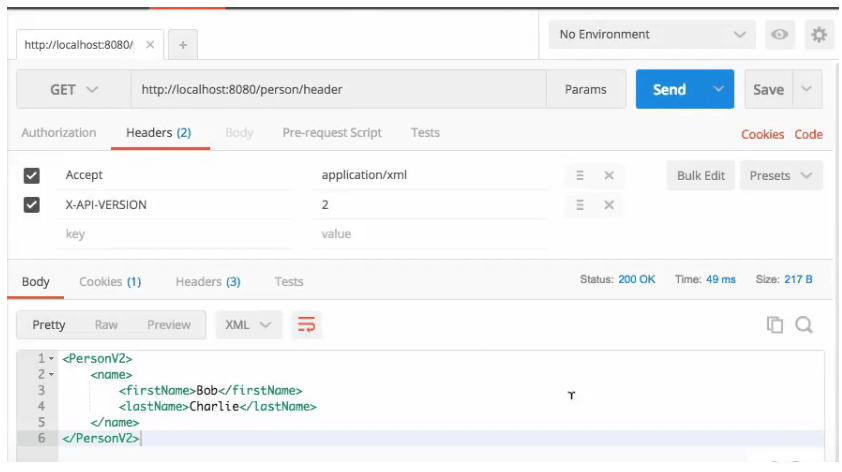 http://localhost:8080/ × + No Environment
GET http://localhost:8080/person/header Params Send Save
Authorization Headers (2) Body Pre-request Script Tests Cookies Code
Accept application/xml Bulk Edit Presets
X-API-VERSION 2
key value
Body Cookies (1) Headers (3) Tests Status: 200 OK Time: 49 ms Size: 217 B
Pretty Raw Preview XML
1 <PersonV2>
2 <name>
3 <firstName>Bob</firstName>
4 <lastName>Charlie</lastName>
5 </name>
6 </PersonV2>